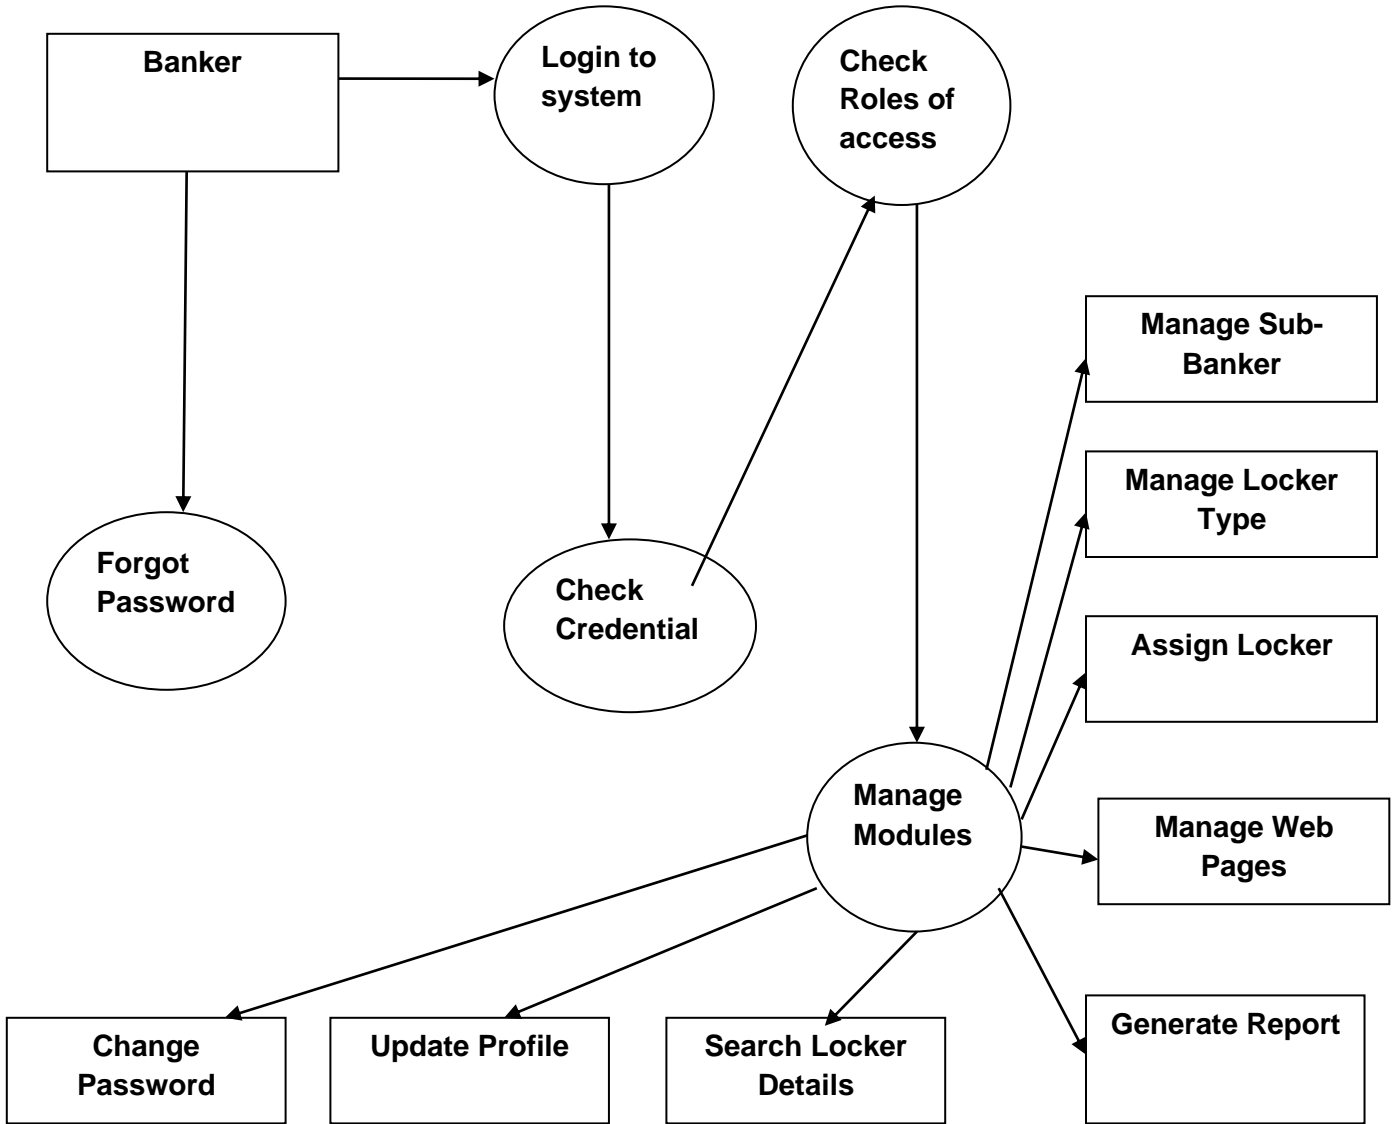 Banker
Login to
system
Check
Roles of
access
Manage Sub-
Banker
Manage Locker
Type
Forgot
Password
Check
Credential
Assign Locker
Manage
Modules
Manage Web
Pages
Change
Password
Update Profile
Search Locker
Details
Generate Report